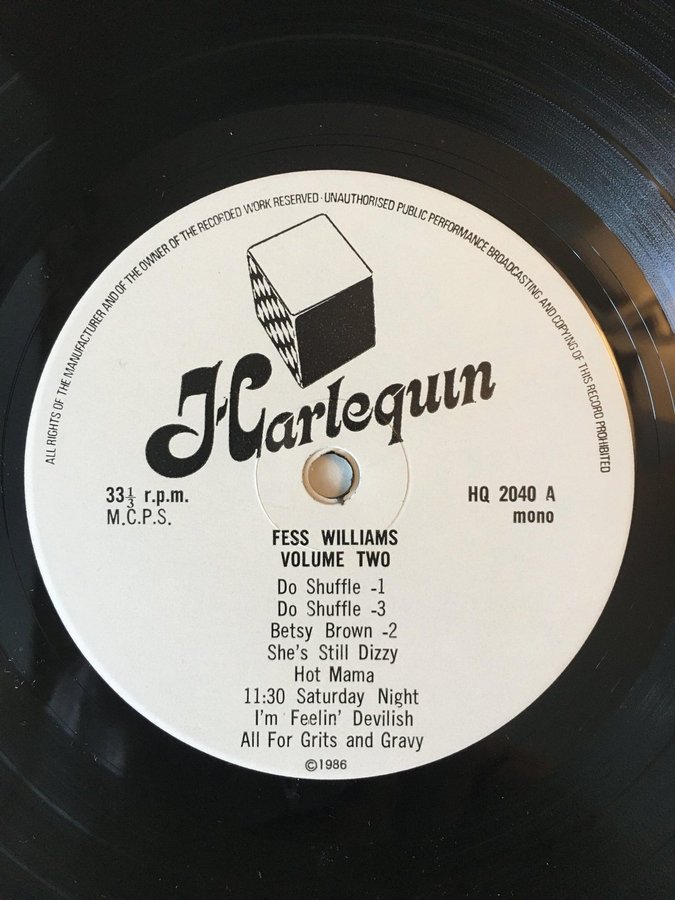 ALL RIGHTS OF THE MANUFACTURER AND OF THE OWNER OF THE RECORDED WORK RESERVED · UNAUTHORISED PUBLIC PERFORMANCE BROADCASTING AND COPYING OF THIS RECORD PROHIBITED
Harlequin
33⅓ r.p.m.
M.C.P.S.
HQ 2040 A
mono
FESS WILLIAMS
VOLUME TWO
Do Shuffle -1
Do Shuffle -3
Betsy Brown -2
She's Still Dizzy
Hot Mama
11:30 Saturday Night
I'm Feelin' Devilish
All For Grits and Gravy
©1986